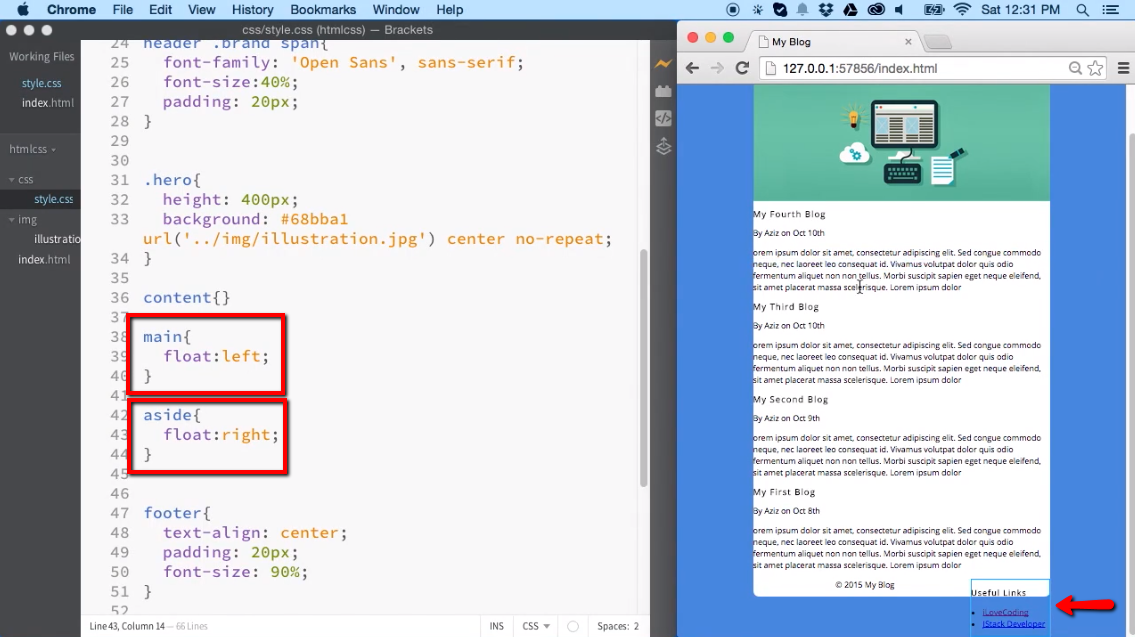 Chrome File Edit View History Bookmarks Window Help Sat 12:31 PM
css/style.css (htmlcss) — Brackets
Working Files
style.css
index.html
htmlcss
css
style.css
img
illustratio
index.html
24 header .brand span{
25 font-family: 'Open Sans', sans-serif;
26 font-size:40%;
27 padding: 20px;
28 }
29
30
31 .hero{
32 height: 400px;
33 background: #68bba1
url('../img/illustration.jpg') center no-repeat;
34 }
35
36 content{}
37
38 main{
39 float:left;
40 }
41
42 aside{
43 float:right;
44 }
45
46
47 footer{
48 text-align: center;
49 padding: 20px;
50 font-size: 90%;
51 }
52
Line 43, Column 14 — 66 Lines INS CSS Spaces: 2
My Blog
127.0.0.1:57856/index.html
My Fourth Blog
By Aziz on Oct 10th
orem ipsum dolor sit amet, consectetur adipiscing elit. Sed congue commodo
neque, nec laoreet leo consequat id. Vivamus volutpat dolor quis odio
fermentum aliquet non non tellus. Morbi suscipit sapien eget neque eleifend,
sit amet placerat massa scelerisque. Lorem ipsum dolor
My Third Blog
By Aziz on Oct 10th
orem ipsum dolor sit amet, consectetur adipiscing elit. Sed congue commodo
neque, nec laoreet leo consequat id. Vivamus volutpat dolor quis odio
fermentum aliquet non non tellus. Morbi suscipit sapien eget neque eleifend,
sit amet placerat massa scelerisque. Lorem ipsum dolor
My Second Blog
By Aziz on Oct 9th
orem ipsum dolor sit amet, consectetur adipiscing elit. Sed congue commodo
neque, nec laoreet leo consequat id. Vivamus volutpat dolor quis odio
fermentum aliquet non non tellus. Morbi suscipit sapien eget neque eleifend,
sit amet placerat massa scelerisque. Lorem ipsum dolor
My First Blog
By Aziz on Oct 8th
orem ipsum dolor sit amet, consectetur adipiscing elit. Sed congue commodo
neque, nec laoreet leo consequat id. Vivamus volutpat dolor quis odio
fermentum aliquet non non tellus. Morbi suscipit sapien eget neque eleifend,
sit amet placerat massa scelerisque. Lorem ipsum dolor
© 2015 My Blog
Useful Links
ILoveCoding
IStack Developer